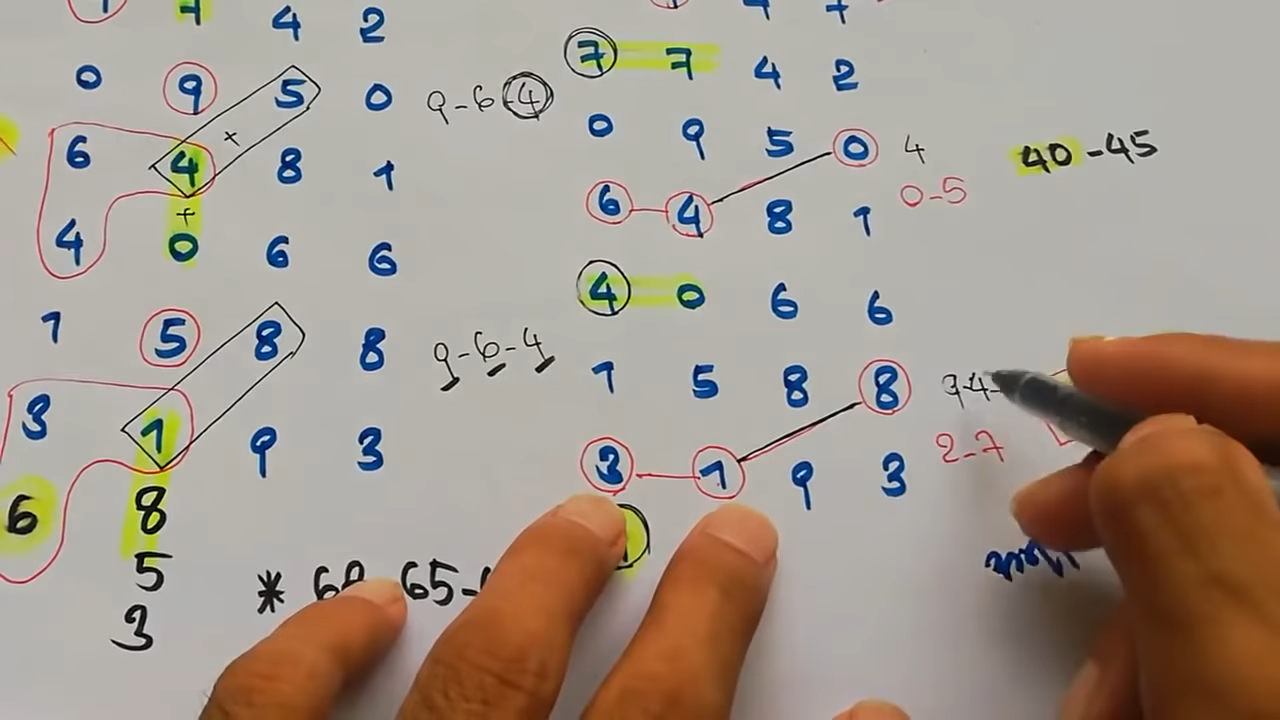 4 2
7 7 4 2
0 9 5 0 9-6-4
0 9 5 0 4
0-5
40-45
6 4 8 1
+
6 4 8 1
+
4 0 6 6
4 0 6 6
1 5 8 8 9-6-4
1 5 8 8 9-4-
2-7
3 1 9 3
3 1 9 3
6 8
5
3
* 68 65-